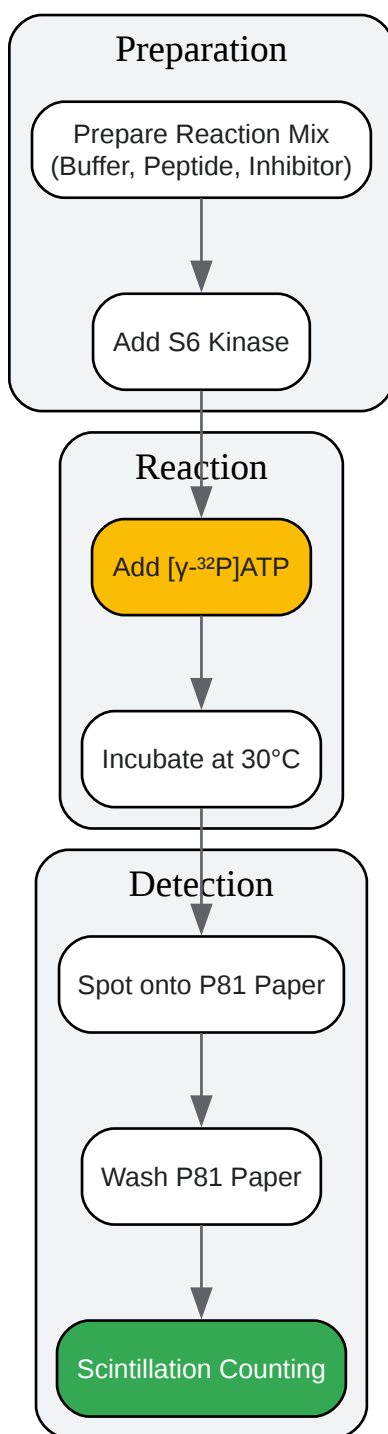 Preparation
Prepare Reaction Mix
(Buffer, Peptide, Inhibitor)
Add S6 Kinase
Reaction
Add [γ-³²P]ATP
Incubate at 30°C
Detection
Spot onto P81 Paper
Wash P81 Paper
Scintillation Counting